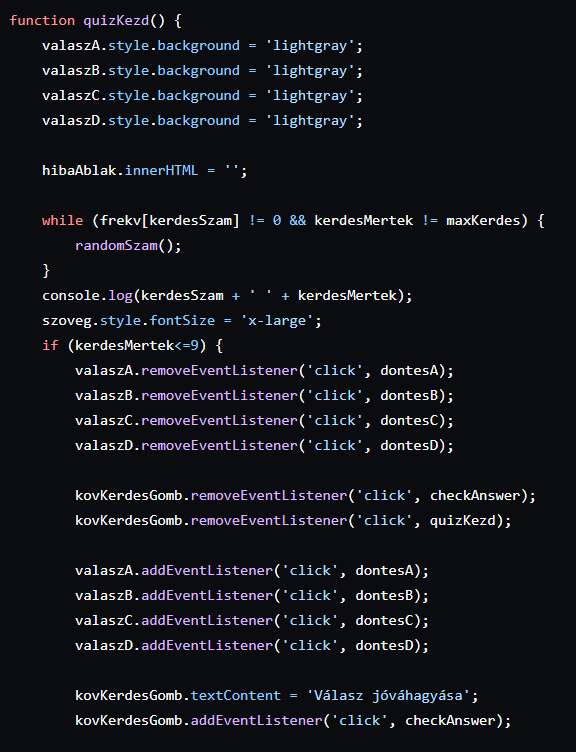 function quizKezd() {
    valaszA.style.background = 'lightgray';
    valaszB.style.background = 'lightgray';
    valaszC.style.background = 'lightgray';
    valaszD.style.background = 'lightgray';

    hibaAblak.innerHTML = '';

    while (frekv[kerdesSzam] != 0 && kerdesMertek != maxKerdes) {
        randomSzam();
    }
    console.log(kerdesSzam + ' ' + kerdesMertek);
    szoveg.style.fontSize = 'x-large';
    if (kerdesMertek<=9) {
        valaszA.removeEventListener('click', dontesA);
        valaszB.removeEventListener('click', dontesB);
        valaszC.removeEventListener('click', dontesC);
        valaszD.removeEventListener('click', dontesD);

        kovKerdesGomb.removeEventListener('click', checkAnswer);
        kovKerdesGomb.removeEventListener('click', quizKezd);

        valaszA.addEventListener('click', dontesA);
        valaszB.addEventListener('click', dontesB);
        valaszC.addEventListener('click', dontesC);
        valaszD.addEventListener('click', dontesD);

        kovKerdesGomb.textContent = 'Válasz jóváhagyása';
        kovKerdesGomb.addEventListener('click', checkAnswer);